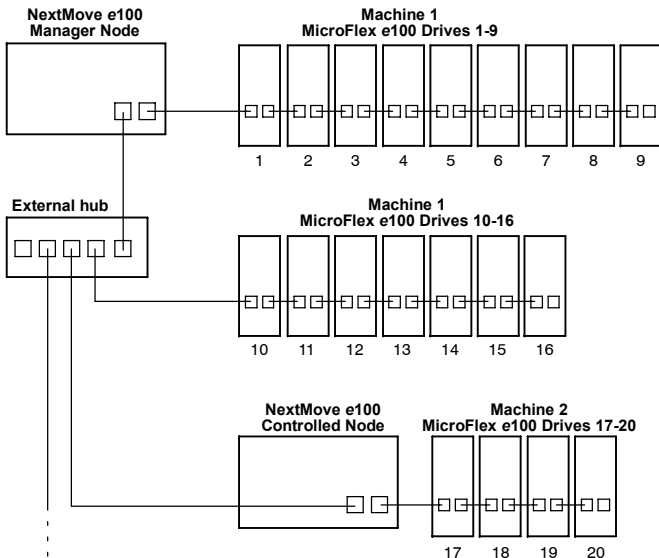 NextMove e100
Manager Node
Machine 1
MicroFlex e100 Drives 1-9
1 2 3 4 5 6 7 8 9
External hub
Machine 1
MicroFlex e100 Drives 10-16
10 11 12 13 14 15 16
NextMove e100
Controlled Node
Machine 2
MicroFlex e100 Drives 17-20
17 18 19 20